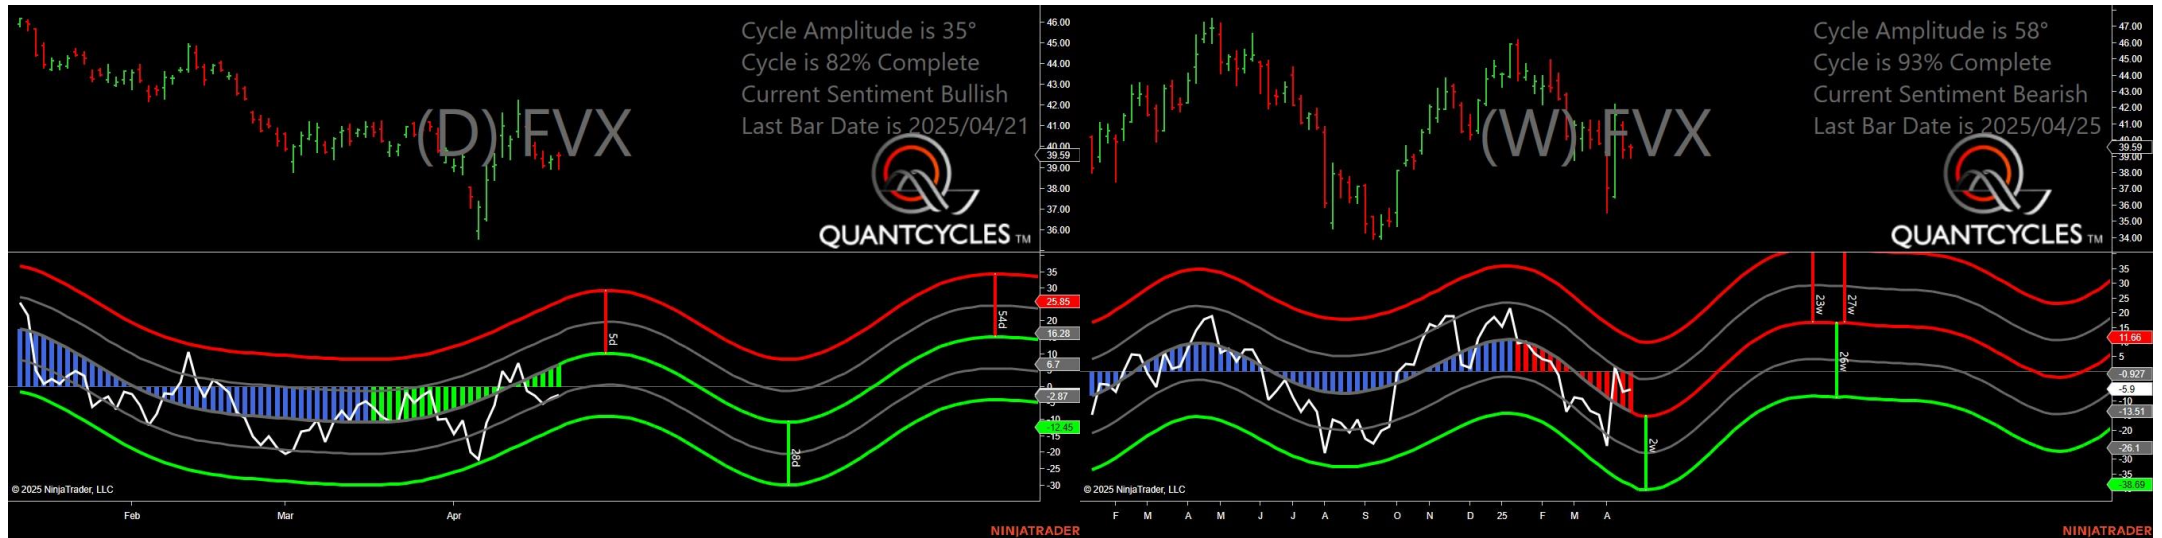 Cycle Amplitude is 35°
Cycle is 82% Complete
Current Sentiment Bullish
Last Bar Date is 2025/04/21
(D) FVX
QUANTCYCLES TM
46.00
45.00
44.00
43.00
42.00
41.00
40.00
39.59
39.00
38.00
37.00
36.00
35
30
25.85
20
16.28
10
6.7
-2.87
-12.45
-15
-20
-25
-30
5d
28d
54d
© 2025 NinjaTrader, LLC
Feb Mar Apr
NINJATRADER
Cycle Amplitude is 58°
Cycle is 93% Complete
Current Sentiment Bearish
Last Bar Date is 2025/04/25
(W) FVX
QUANTCYCLES TM
47.00
46.00
45.00
44.00
43.00
42.00
41.00
39.59
39.00
38.00
37.00
36.00
35.00
34.00
35
30
25
20
15
11.66
5
-0.927
-5.9
-10
-13.51
-20
-26.1
-30
-35
-38.69
23w
27w
26w
2w
© 2025 NinjaTrader, LLC
F M A M J J A S O N D 25 F M A
NINJATRADER